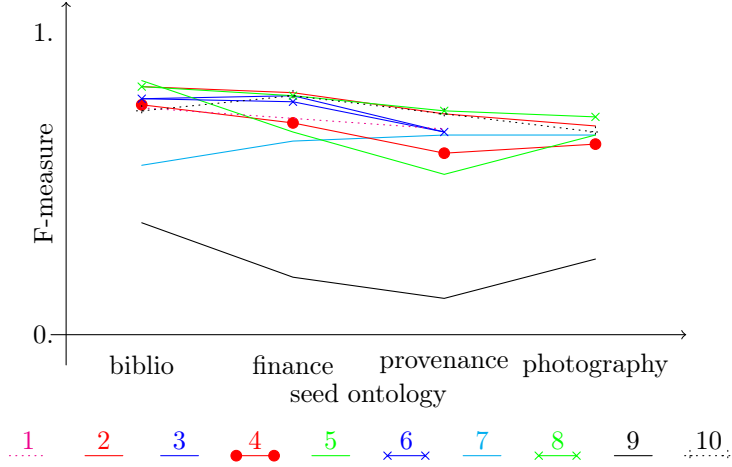 1.
F-measure
0.
biblio finance provenance photography
seed ontology
1 2 3 4 5 6 7 8 9 10